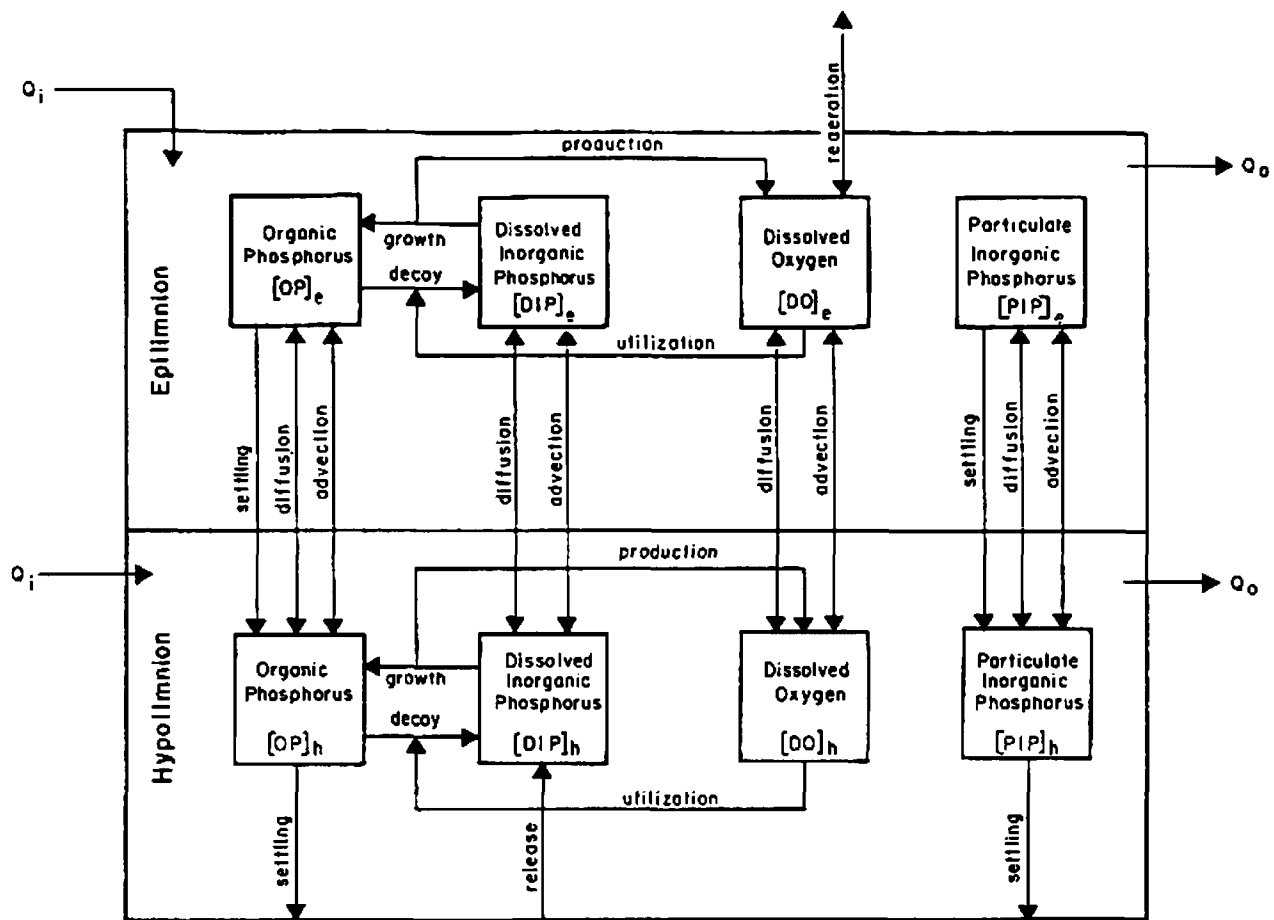 Qi
reaeration
production
Qo
Organic
Phosphorus
[OP]e
growth
decay
Dissolved
Inorganic
Phosphorus
[DIP]e
Dissolved
Oxygen
[DO]e
Particulate
Inorganic
Phosphorus
[PIP]e
utilization
Epilimnion
settling
diffusion
advection
diffusion
advection
diffusion
advection
settling
diffusion
advection
Qi
production
Qo
Hypolimnion
Organic
Phosphorus
[OP]h
growth
decay
Dissolved
Inorganic
Phosphorus
[DIP]h
Dissolved
Oxygen
[DO]h
Particulate
Inorganic
Phosphorus
[PIP]h
utilization
settling
release
settling